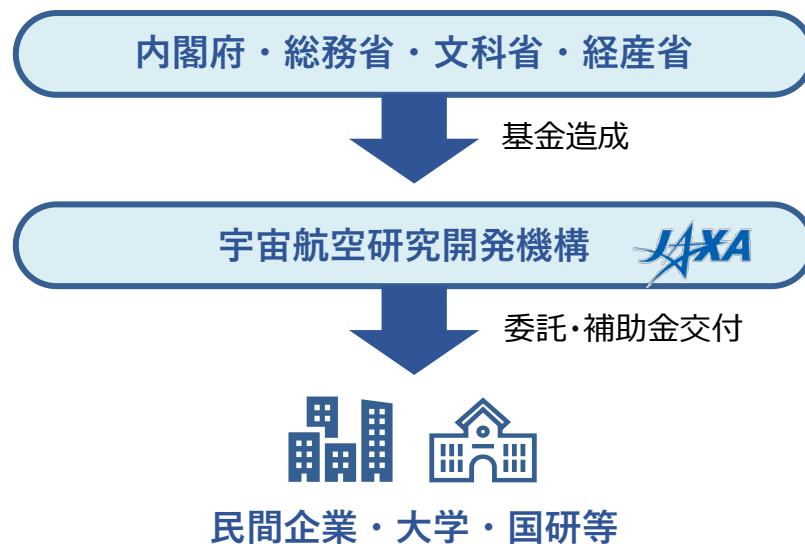 内閣府・総務省・文科省・経産省
基金造成
宇宙航空研究開発機構 JAXA
委託・補助金交付
民間企業・大学・国研等